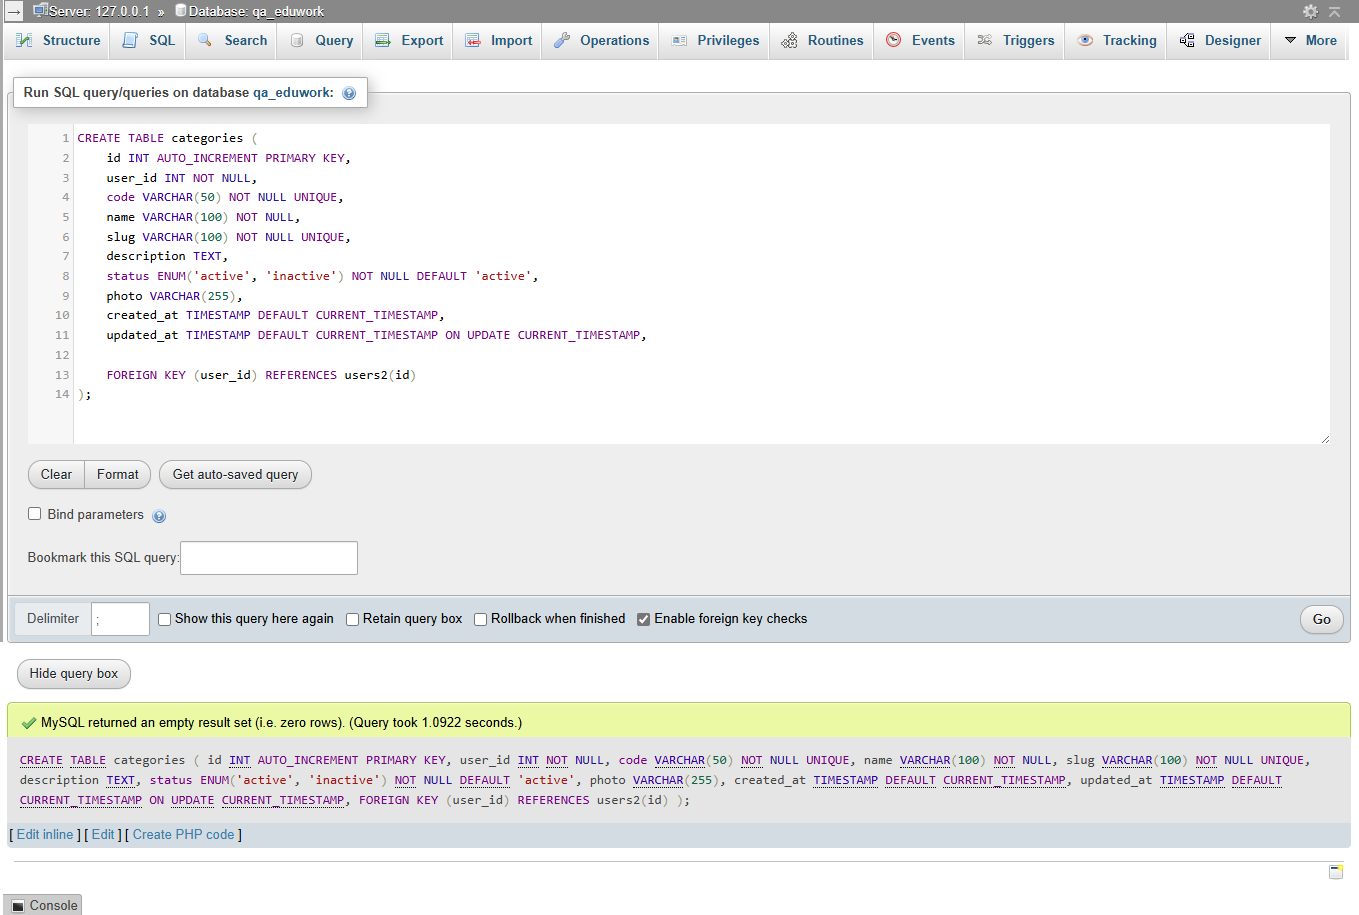 Server: 127.0.0.1 » Database: qa_eduwork
Structure SQL Search Query Export Import Operations Privileges Routines Events Triggers Tracking Designer More
Run SQL query/queries on database qa_eduwork:
1 CREATE TABLE categories (
2     id INT AUTO_INCREMENT PRIMARY KEY,
3     user_id INT NOT NULL,
4     code VARCHAR(50) NOT NULL UNIQUE,
5     name VARCHAR(100) NOT NULL,
6     slug VARCHAR(100) NOT NULL UNIQUE,
7     description TEXT,
8     status ENUM('active', 'inactive') NOT NULL DEFAULT 'active',
9     photo VARCHAR(255),
10     created_at TIMESTAMP DEFAULT CURRENT_TIMESTAMP,
11     updated_at TIMESTAMP DEFAULT CURRENT_TIMESTAMP ON UPDATE CURRENT_TIMESTAMP,
12
13     FOREIGN KEY (user_id) REFERENCES users2(id)
14 );
Clear Format Get auto-saved query
Bind parameters
Bookmark this SQL query:
Delimiter ; Show this query here again Retain query box Rollback when finished Enable foreign key checks Go
Hide query box
MySQL returned an empty result set (i.e. zero rows). (Query took 1.0922 seconds.)
CREATE TABLE categories ( id INT AUTO_INCREMENT PRIMARY KEY, user_id INT NOT NULL, code VARCHAR(50) NOT NULL UNIQUE, name VARCHAR(100) NOT NULL, slug VARCHAR(100) NOT NULL UNIQUE,
description TEXT, status ENUM('active', 'inactive') NOT NULL DEFAULT 'active', photo VARCHAR(255), created_at TIMESTAMP DEFAULT CURRENT_TIMESTAMP, updated_at TIMESTAMP DEFAULT
CURRENT_TIMESTAMP ON UPDATE CURRENT_TIMESTAMP, FOREIGN KEY (user_id) REFERENCES users2(id) );
[ Edit inline ] [ Edit ] [ Create PHP code ]
Console